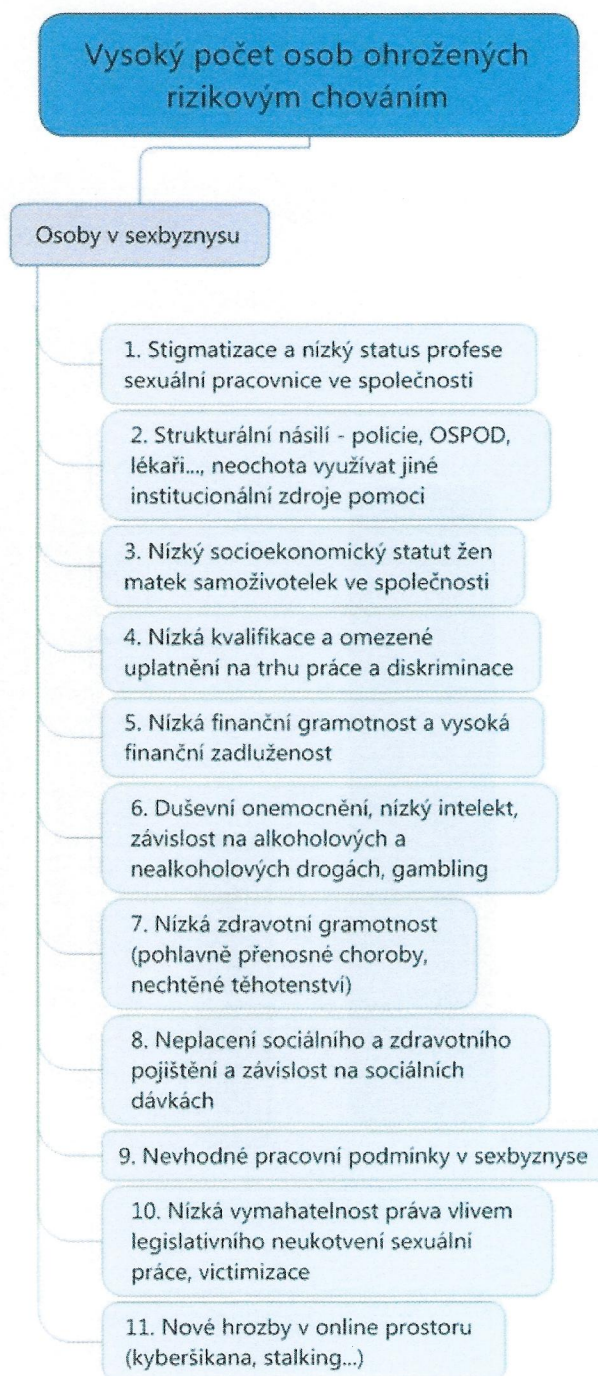 Vysoký počet osob ohrožených
rizikovým chováním
Osoby v sexbyznysu
1. Stigmatizace a nízký status profese
sexuální pracovnice ve společnosti
2. Strukturální násilí - policie, OSPOD,
lékaři..., neochota využívat jiné
institucionální zdroje pomoci
3. Nízký socioekonomický statut žen
matek samoživotelek ve společnosti
4. Nízká kvalifikace a omezené
uplatnění na trhu práce a diskriminace
5. Nízká finanční gramotnost a vysoká
finanční zadluženost
6. Duševní onemocnění, nízký intelekt,
závislost na alkoholových a
nealkoholových drogách, gambling
7. Nízká zdravotní gramotnost
(pohlavně přenosné choroby,
nechtěné těhotenství)
8. Neplacení sociálního a zdravotního
pojištění a závislost na sociálních
dávkách
9. Nevhodné pracovní podmínky v sexbyznyse
10. Nízká vymahatelnost práva vlivem
legislativního neukotvení sexuální
práce, victimizace
11. Nové hrozby v online prostoru
(kyberšikana, stalking...)